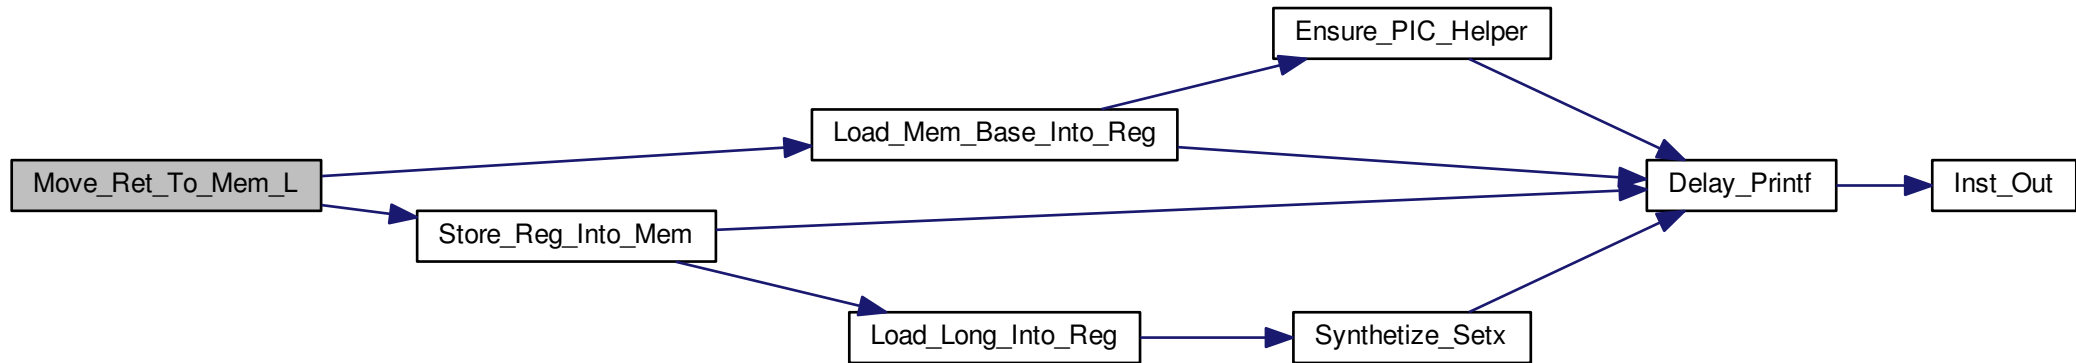 Ensure_PIC_Helper
Load_Mem_Base_Into_Reg
Move_Ret_To_Mem_L
Delay_Printf
Inst_Out
Store_Reg_Into_Mem
Load_Long_Into_Reg
Synthetize_Setx